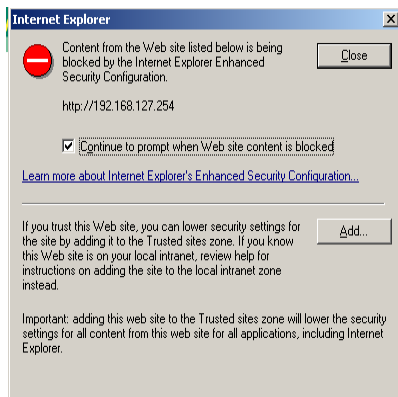 Internet Explorer
Content from the Web site listed below is being
blocked by the Internet Explorer Enhanced
Security Configuration.
Close
http://192.168.127.254
Continue to prompt when Web site content is blocked
Learn more about Internet Explorer's Enhanced Security Configuration...
If you trust this Web site, you can lower security settings for
the site by adding it to the Trusted sites zone. If you know
this Web site is on your local intranet, review help for
instructions on adding the site to the local intranet zone
instead.
Add...
Important: adding this web site to the Trusted sites zone will lower the security
settings for all content from this web site for all applications, including Internet
Explorer.